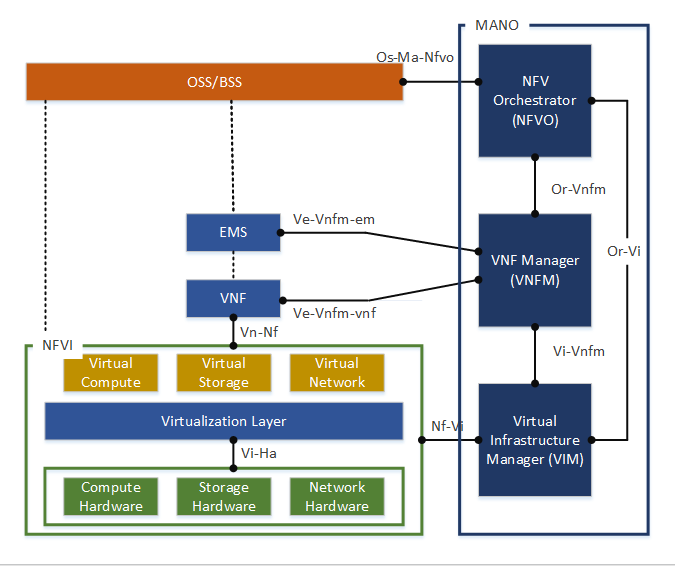 MANO
Os-Ma-Nfvo
OSS/BSS
NFV
Orchestrator
(NFVO)
Or-Vnfm
Ve-Vnfm-em
EMS
VNF Manager
(VNFM)
Or-Vi
VNF
Ve-Vnfm-vnf
Vn-Nf
NFVI
Vi-Vnfm
Virtual
Compute
Virtual
Storage
Virtual
Network
Virtualization Layer
Nf-Vi
Virtual
Infrastructure
Manager (VIM)
Vi-Ha
Compute
Hardware
Storage
Hardware
Network
Hardware